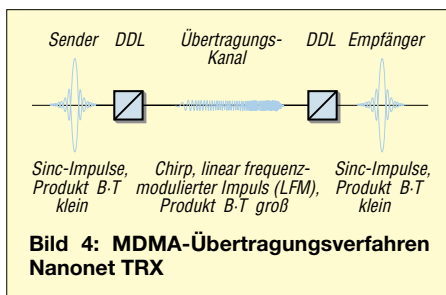 Sender DDL Übertragungs- DDL Empfänger
Kanal
Sinc-Impulse, Chirp, linear frequenz- Sinc-Impulse,
Produkt B·T modulierter Impuls (LFM), Produkt B·T
klein Produkt B·T groß klein
Bild 4: MDMA-Übertragungsverfahren
Nanonet TRX